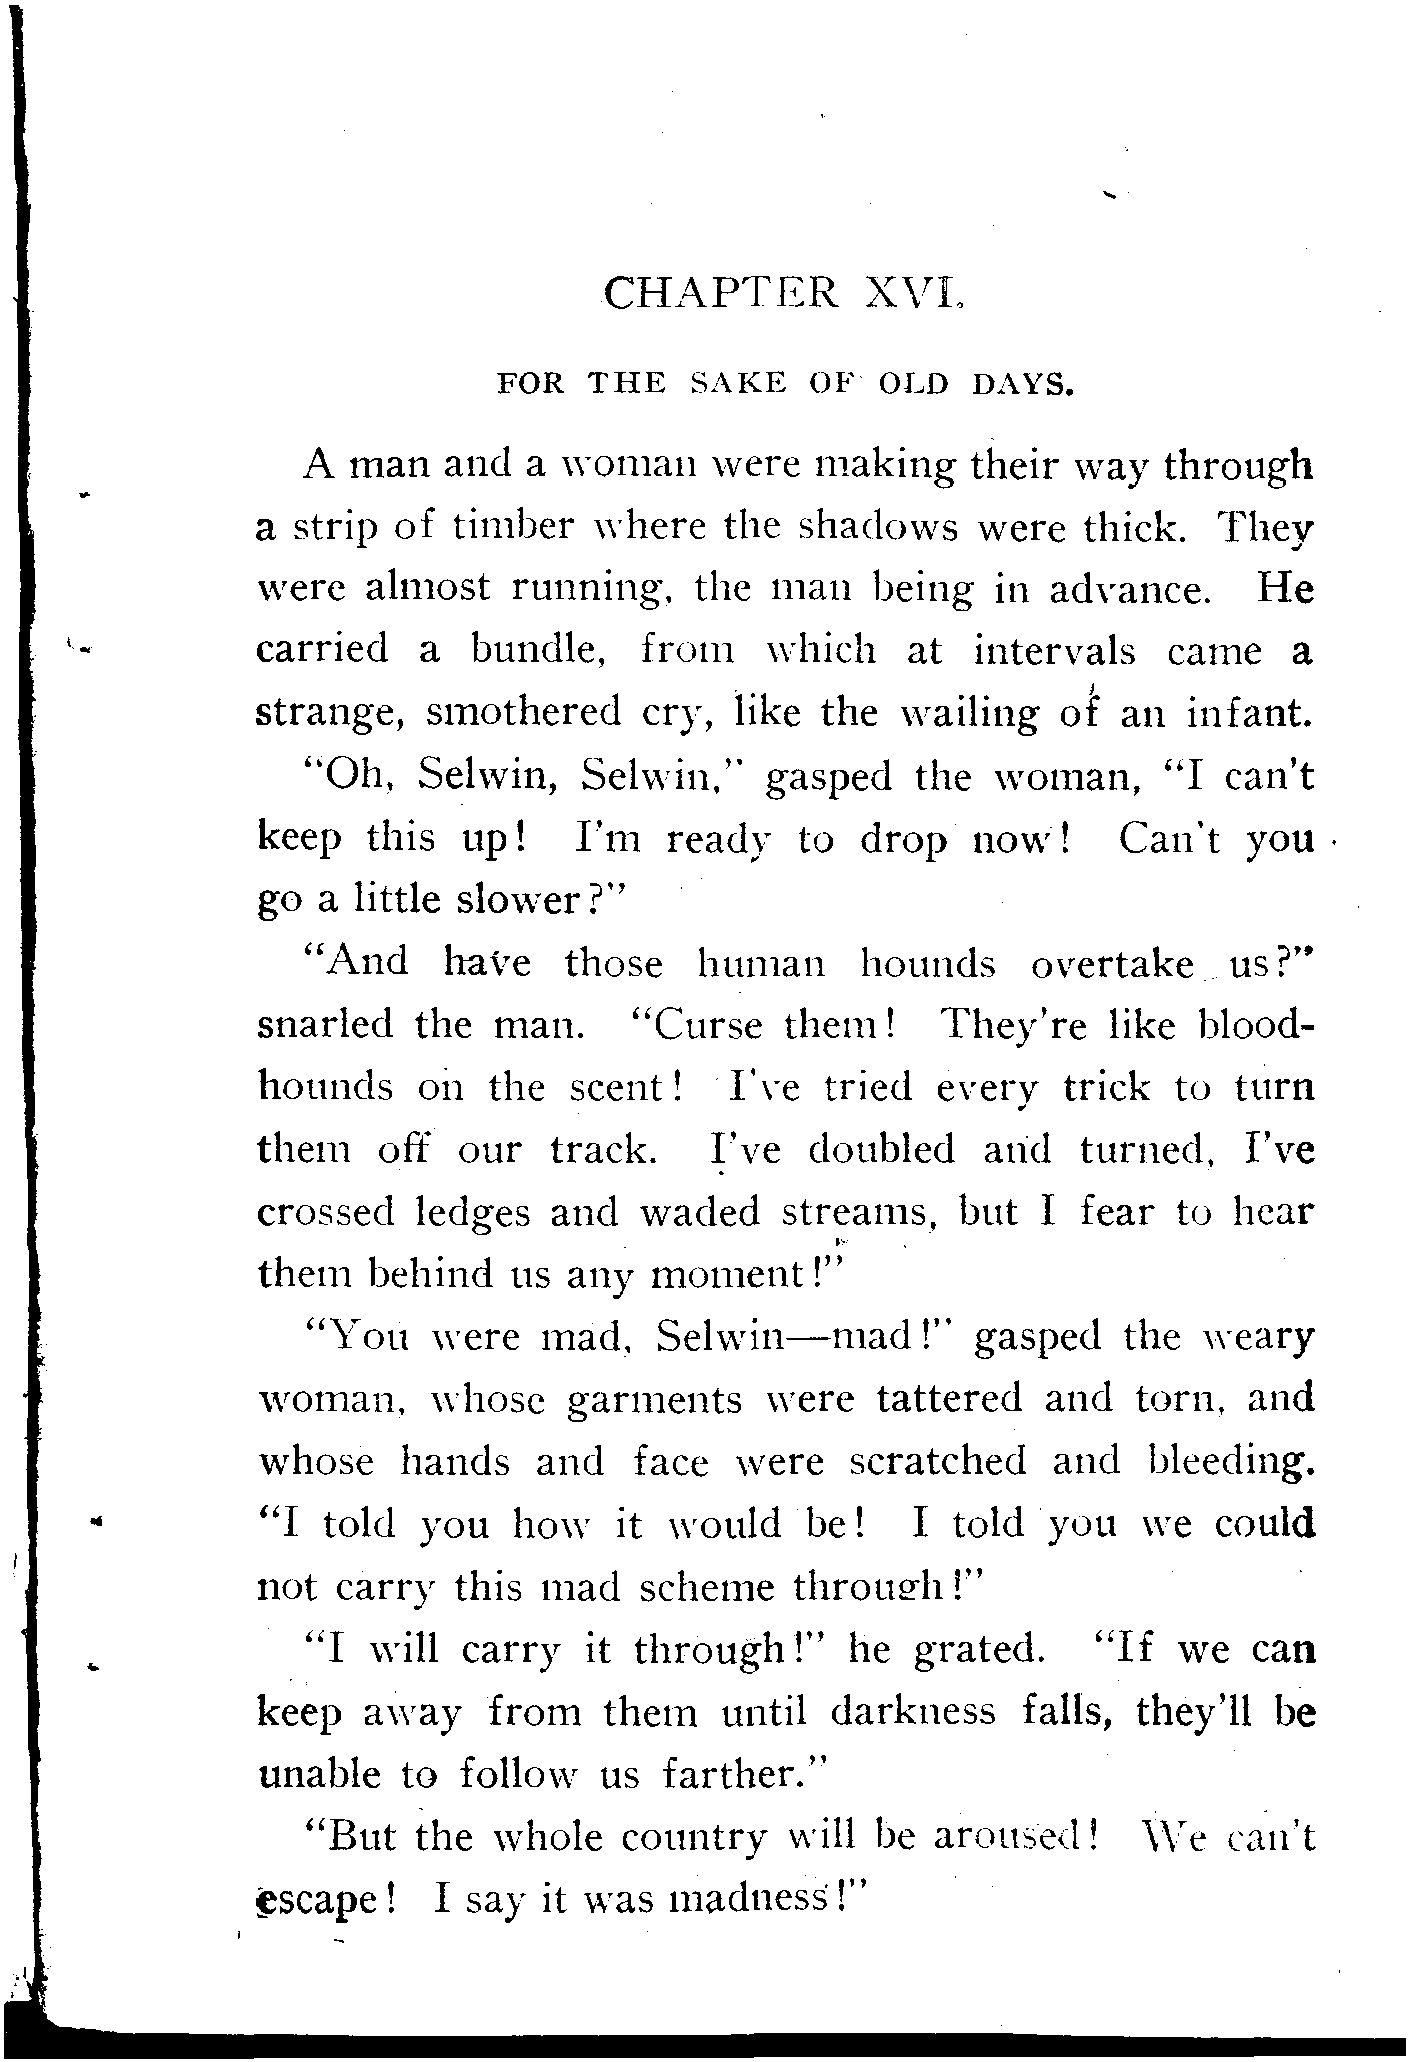 CHAPTER XVI.
FOR THE SAKE OF OLD DAYS.
A man and a woman were making their way through
a strip of timber where the shadows were thick. They
were almost running, the man being in advance. He
carried a bundle, from which at intervals came a
strange, smothered cry, like the wailing of an infant.
"Oh, Selwin, Selwin," gasped the woman, "I can't
keep this up! I'm ready to drop now! Can't you
go a little slower?"
"And have those human hounds overtake us?"
snarled the man. "Curse them! They're like blood-
hounds on the scent! I've tried every trick to turn
them off our track. I've doubled and turned, I've
crossed ledges and waded streams, but I fear to hear
them behind us any moment!"
"You were mad, Selwin—mad!" gasped the weary
woman, whose garments were tattered and torn, and
whose hands and face were scratched and bleeding.
"I told you how it would be! I told you we could
not carry this mad scheme through!"
"I will carry it through!" he grated. "If we can
keep away from them until darkness falls, they'll be
unable to follow us farther."
"But the whole country will be aroused! We can't
escape! I say it was madness!"